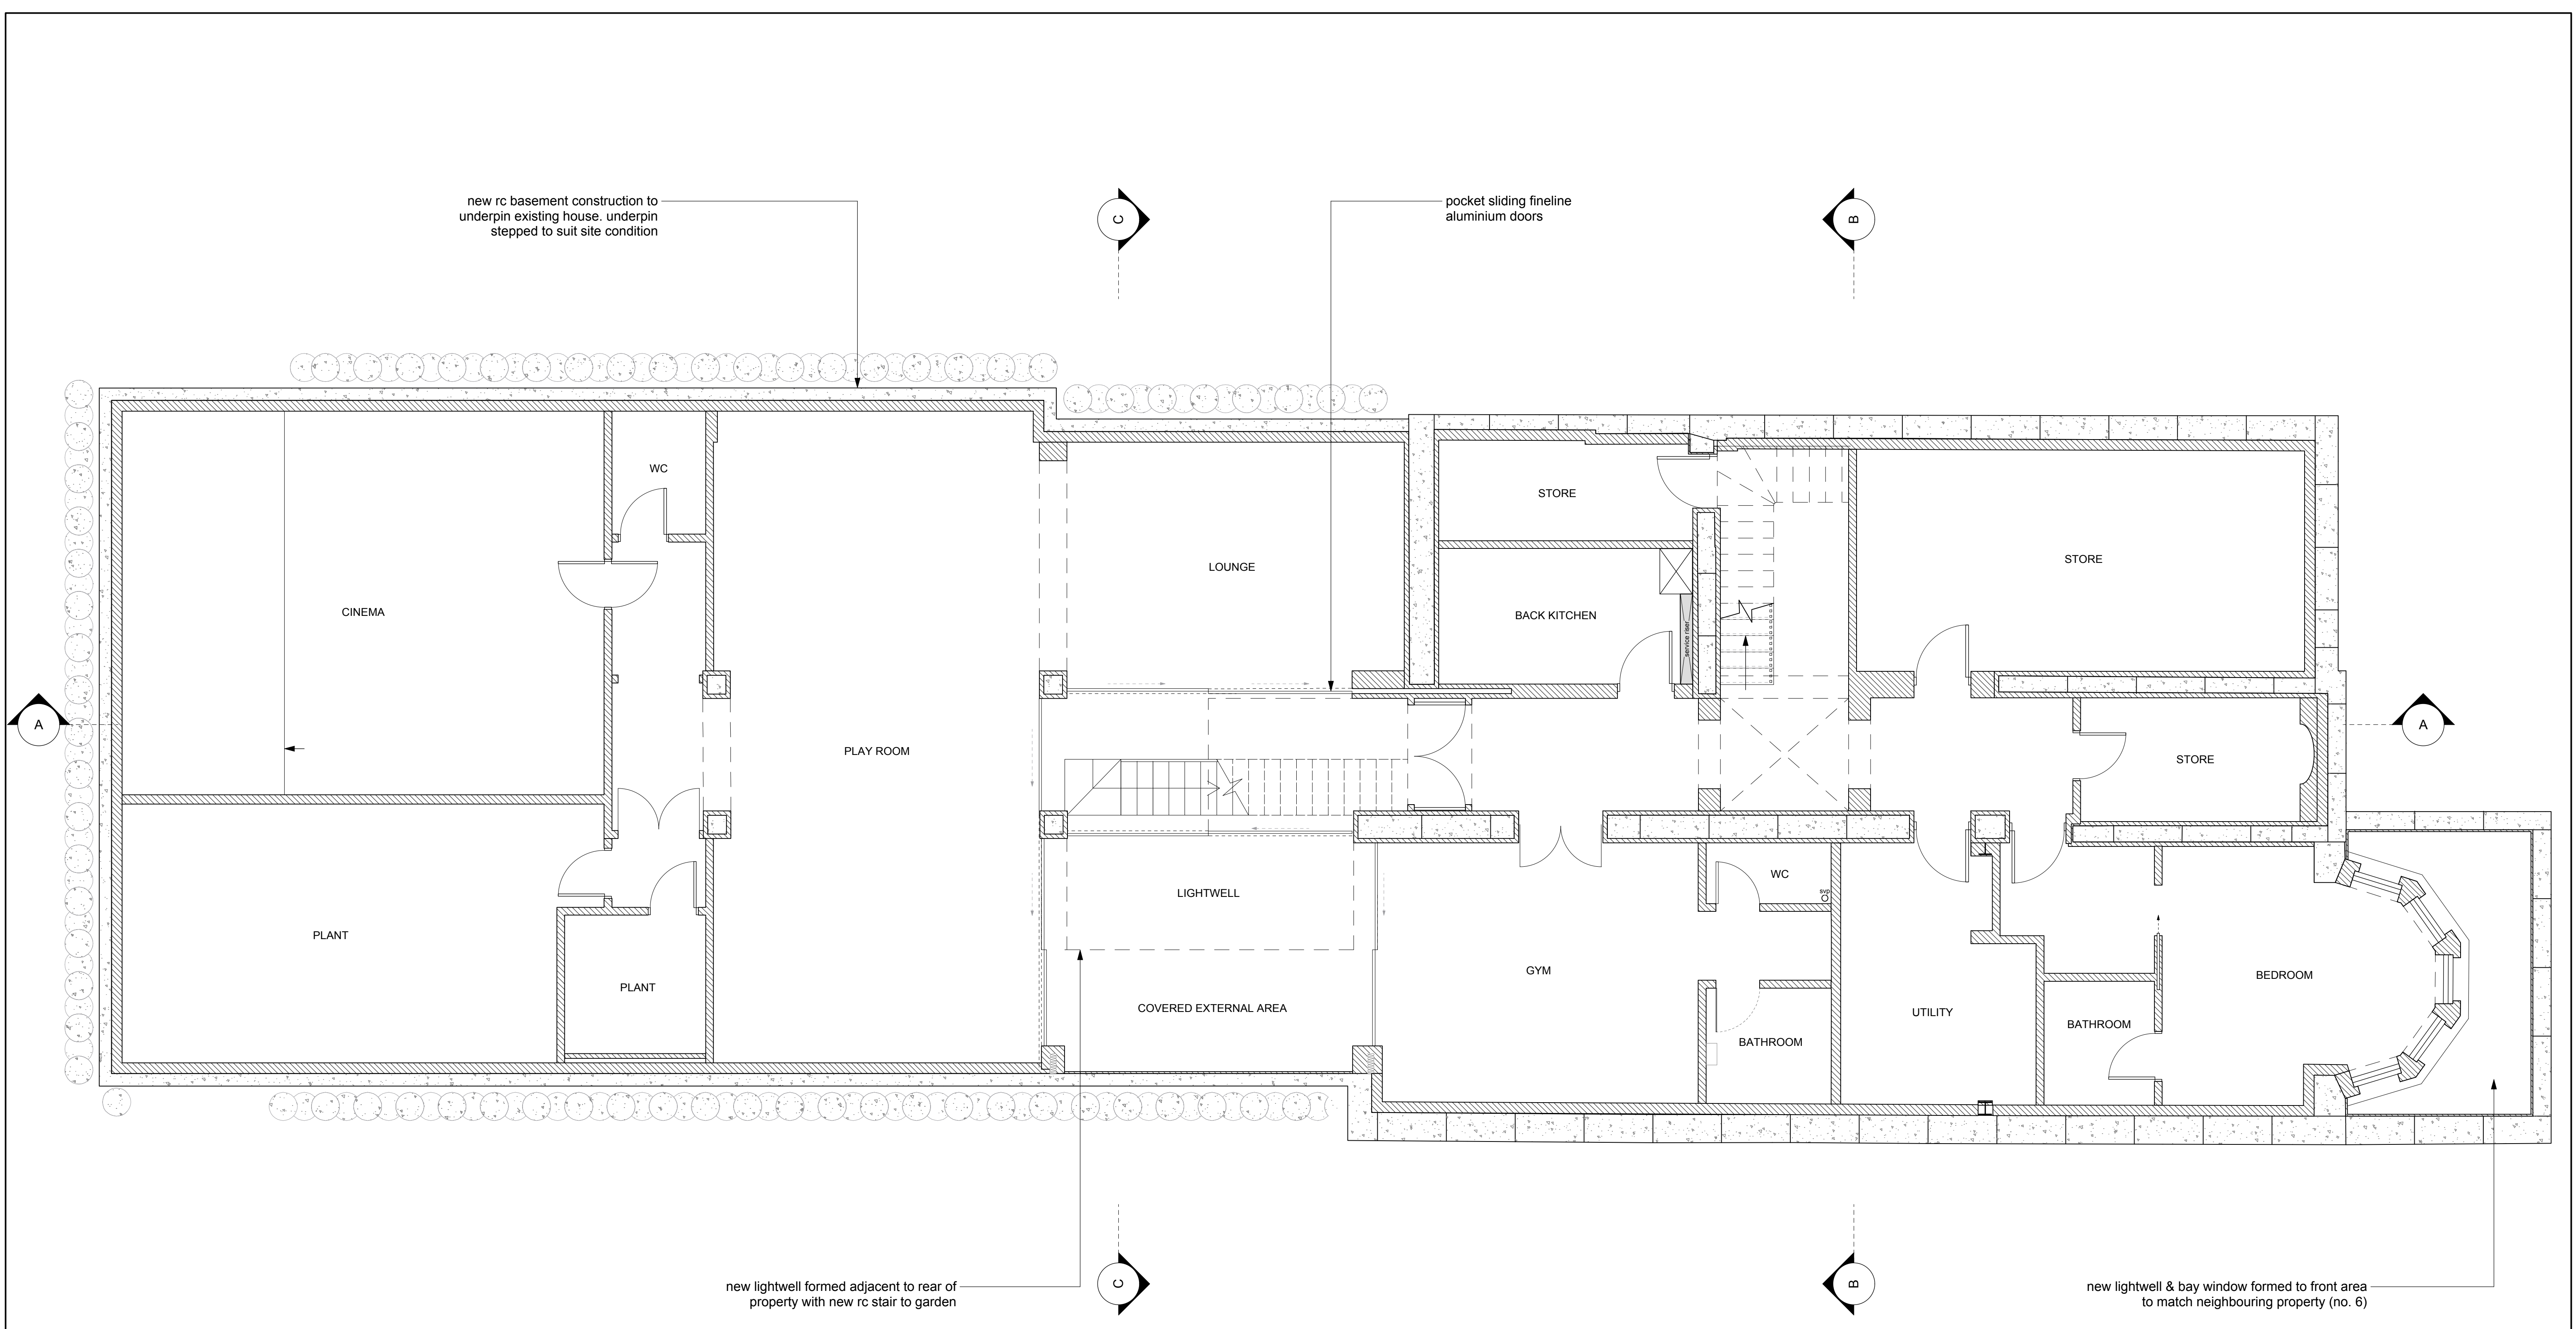 new rc basement construction to
underpin existing house. underpin
stepped to suit site condition
C
pocket sliding fineline
aluminium doors
B
WC
STORE
LOUNGE
STORE
CINEMA
BACK KITCHEN
service riser
A
PLAY ROOM
A
STORE
WC
svp
LIGHTWELL
PLANT
GYM
BEDROOM
PLANT
COVERED EXTERNAL AREA
UTILITY
BATHROOM
BATHROOM
C
B
new lightwell formed adjacent to rear of
property with new rc stair to garden
new lightwell & bay window formed to front area
to match neighbouring property (no. 6)